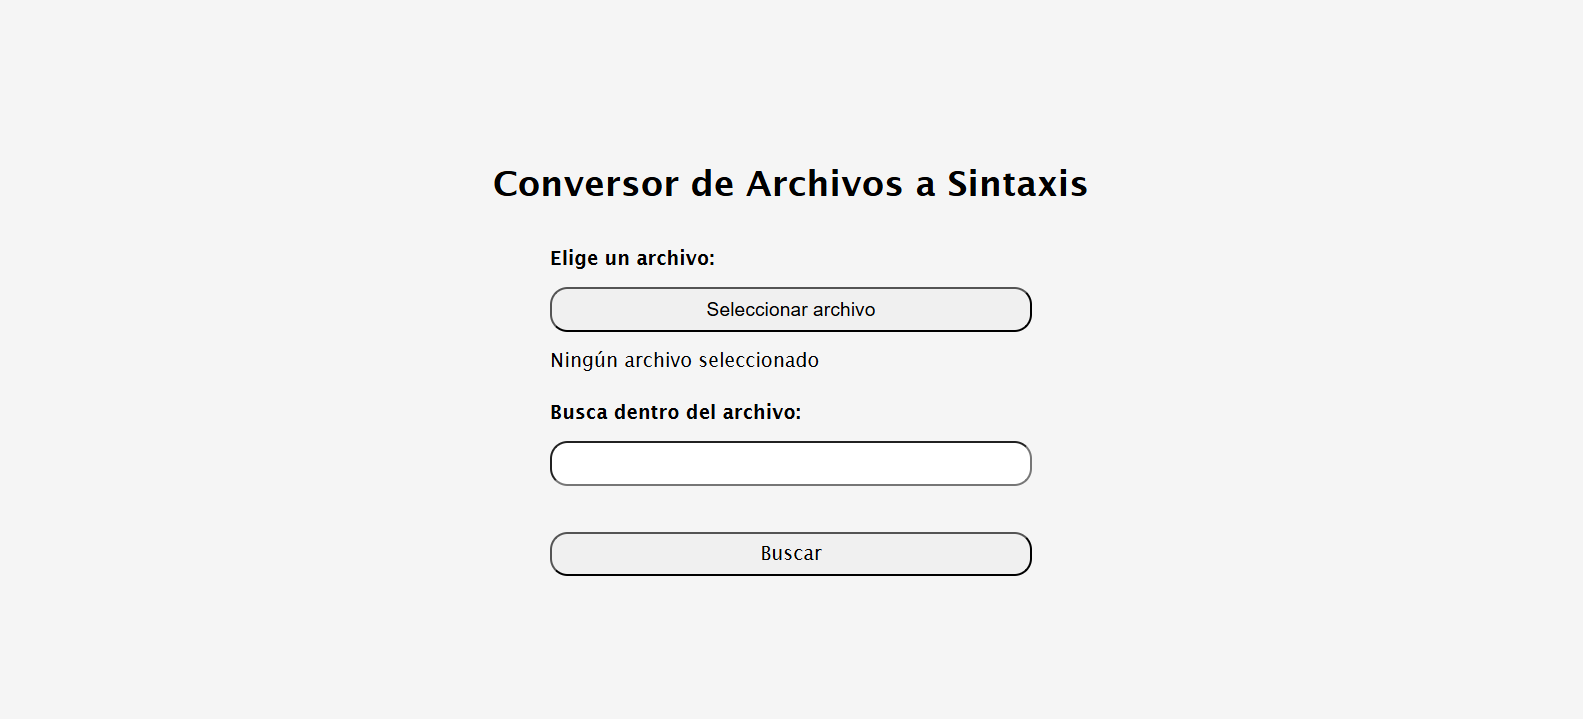 Conversor de Archivos a Sintaxis
Elige un archivo:
Seleccionar archivo
Ningún archivo seleccionado
Busca dentro del archivo:
Buscar